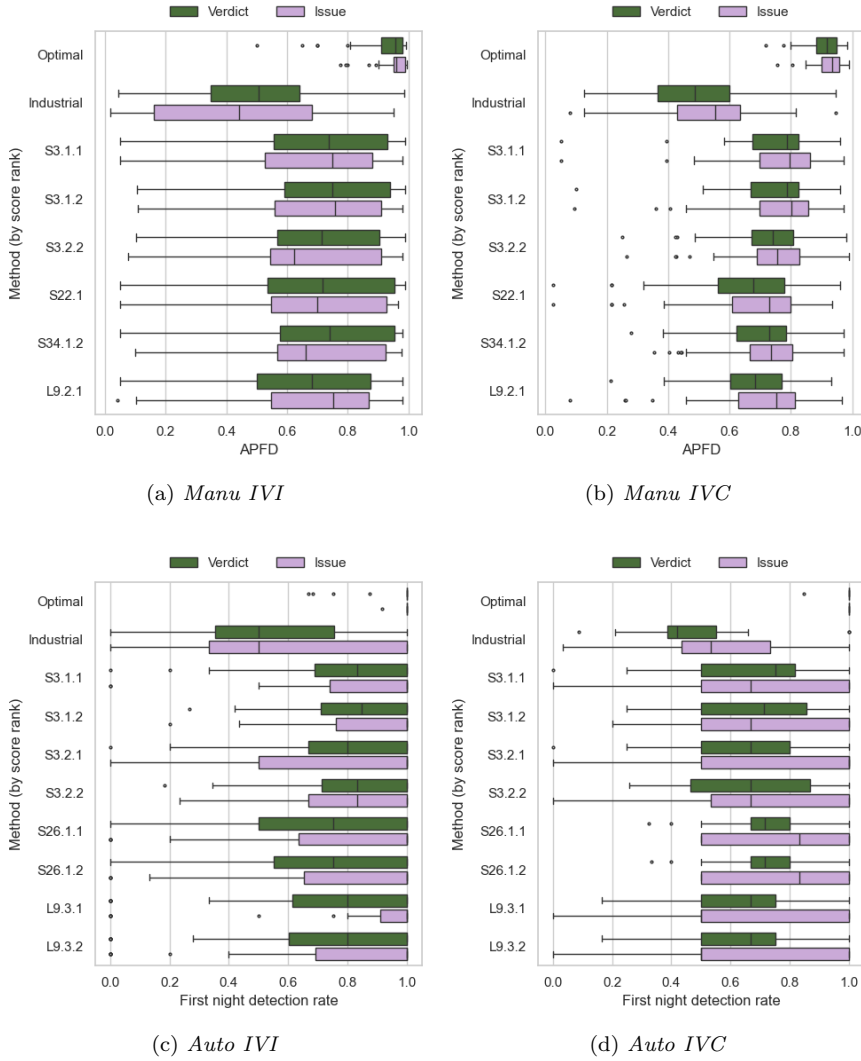 Verdict Issue
Optimal
Industrial
S3.1.1
S3.1.2
S3.2.2
S22.1
S34.1.2
L9.2.1
Method (by score rank)
0.0 0.2 0.4 0.6 0.8 1.0
APFD
(a) Manu IVI
Verdict Issue
Optimal
Industrial
S3.1.1
S3.1.2
S3.2.2
S22.1
S34.1.2
L9.2.1
Method (by score rank)
0.0 0.2 0.4 0.6 0.8 1.0
APFD
(b) Manu IVC
Verdict Issue
Optimal
Industrial
S3.1.1
S3.1.2
S3.2.1
S3.2.2
S26.1.1
S26.1.2
L9.3.1
L9.3.2
Method (by score rank)
0.0 0.2 0.4 0.6 0.8 1.0
First night detection rate
(c) Auto IVI
Verdict Issue
Optimal
Industrial
S3.1.1
S3.1.2
S3.2.1
S3.2.2
S26.1.1
S26.1.2
L9.3.1
L9.3.2
Method (by score rank)
0.0 0.2 0.4 0.6 0.8 1.0
First night detection rate
(d) Auto IVC